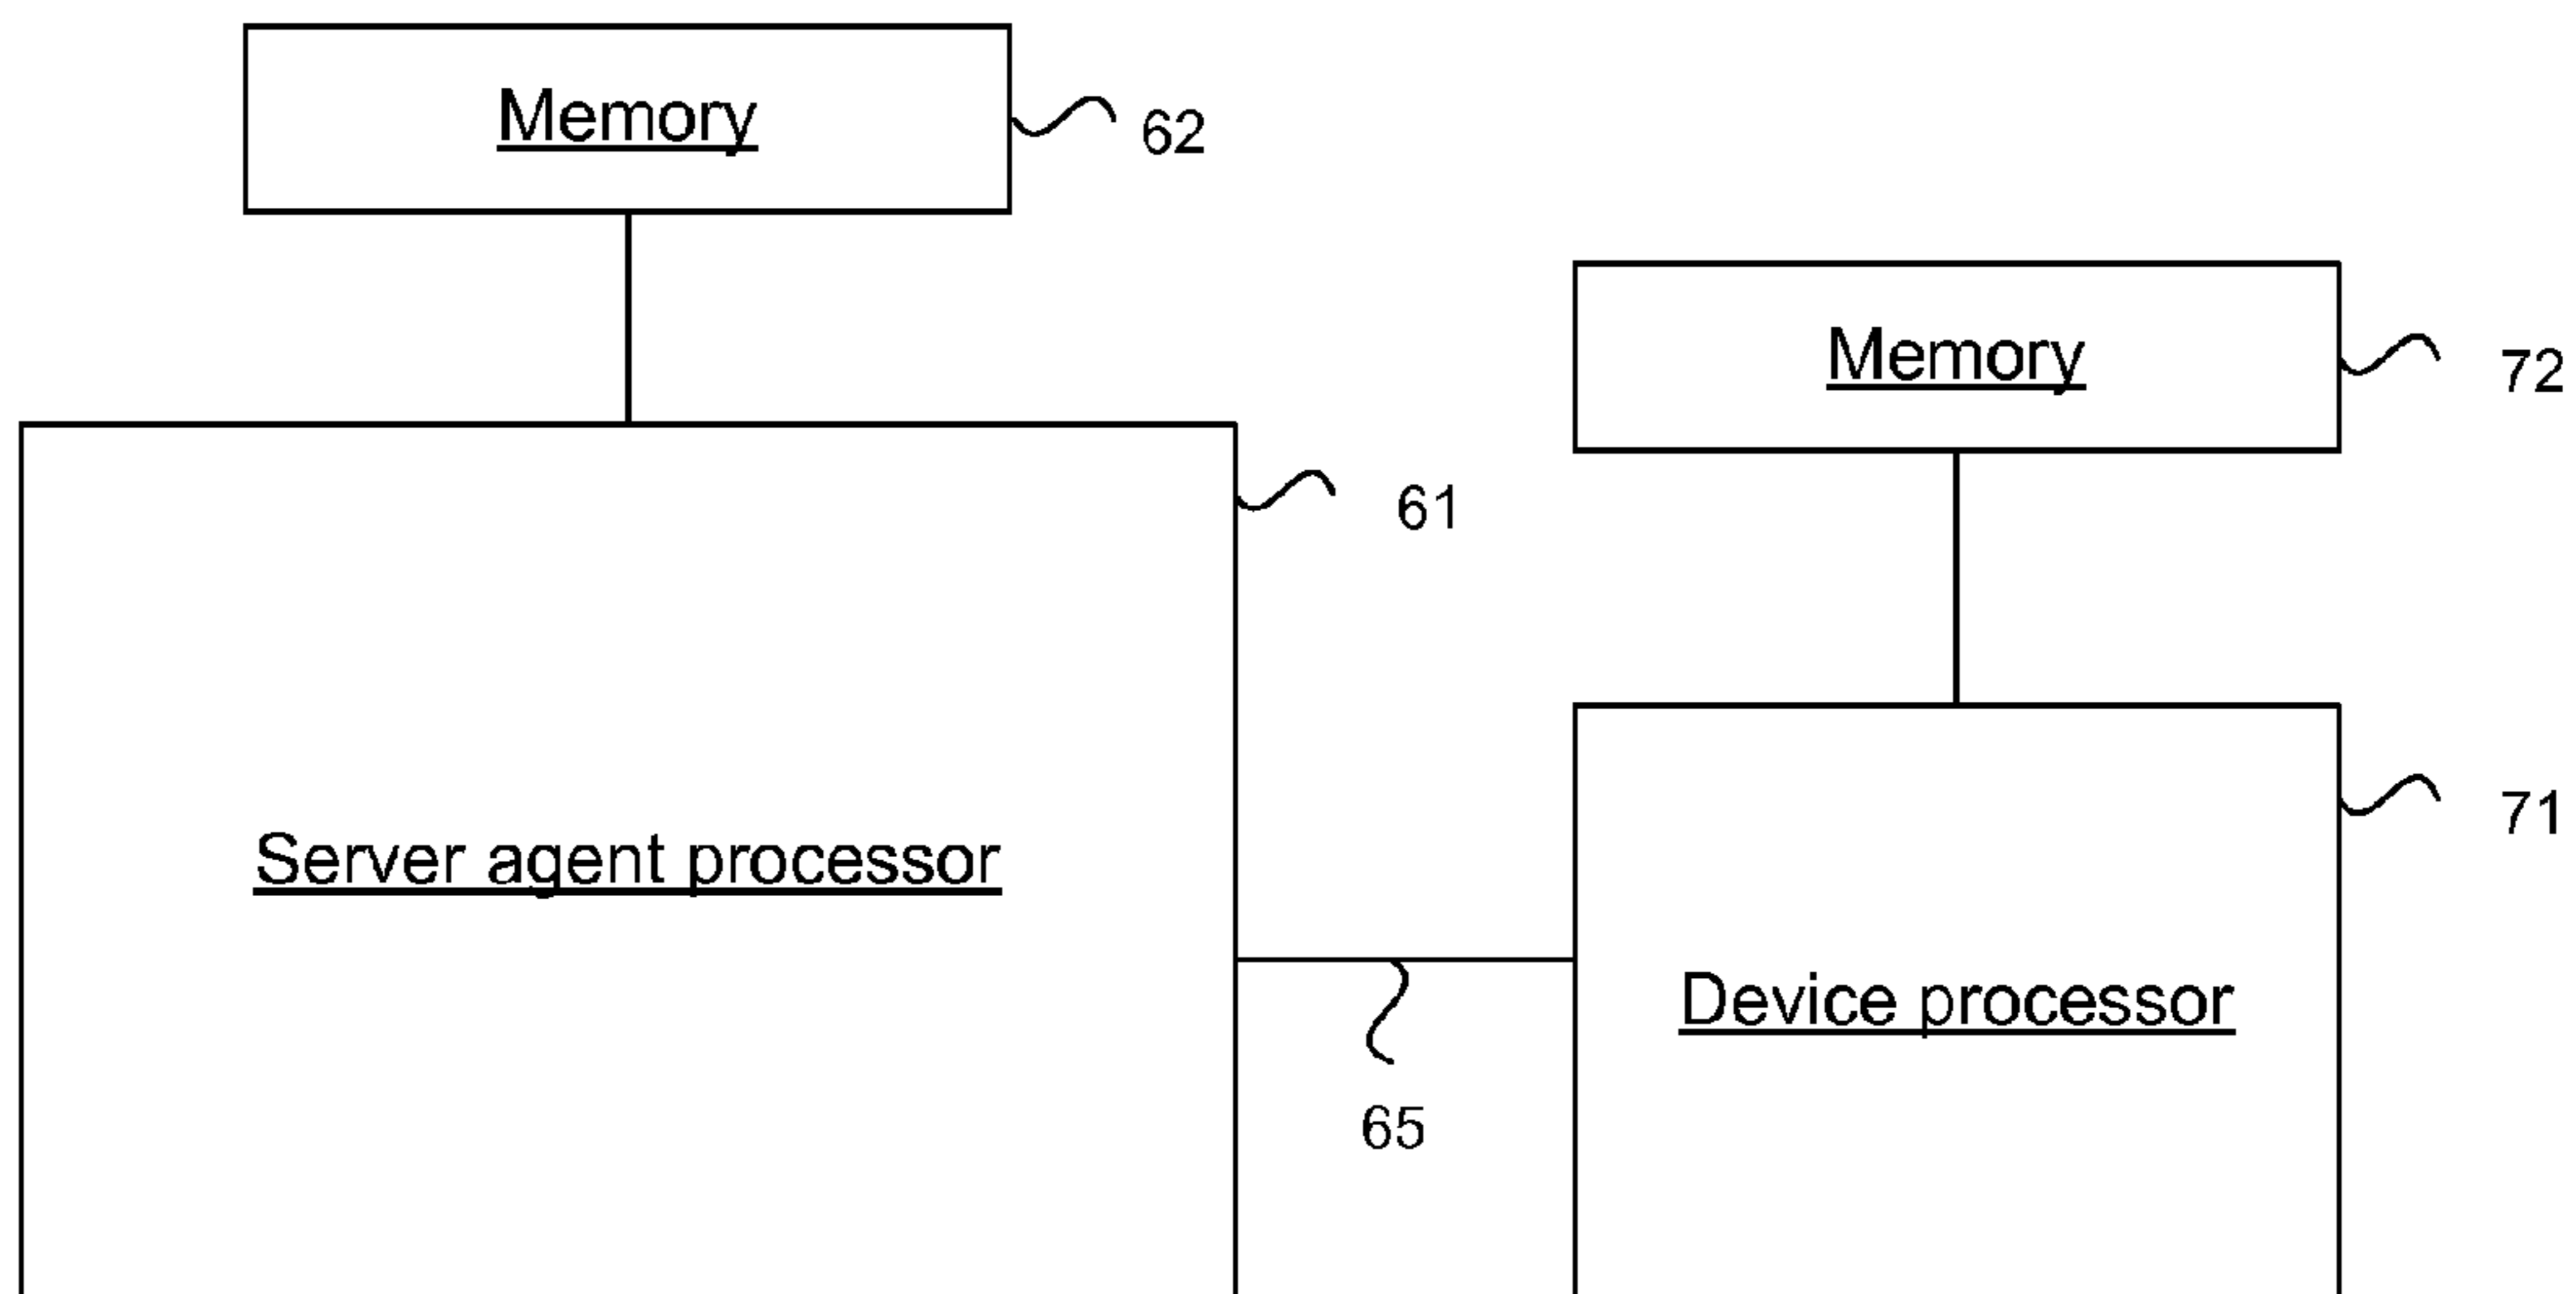 Memory
62
Memory
72
61
71
Server agent processor
Device processor
65